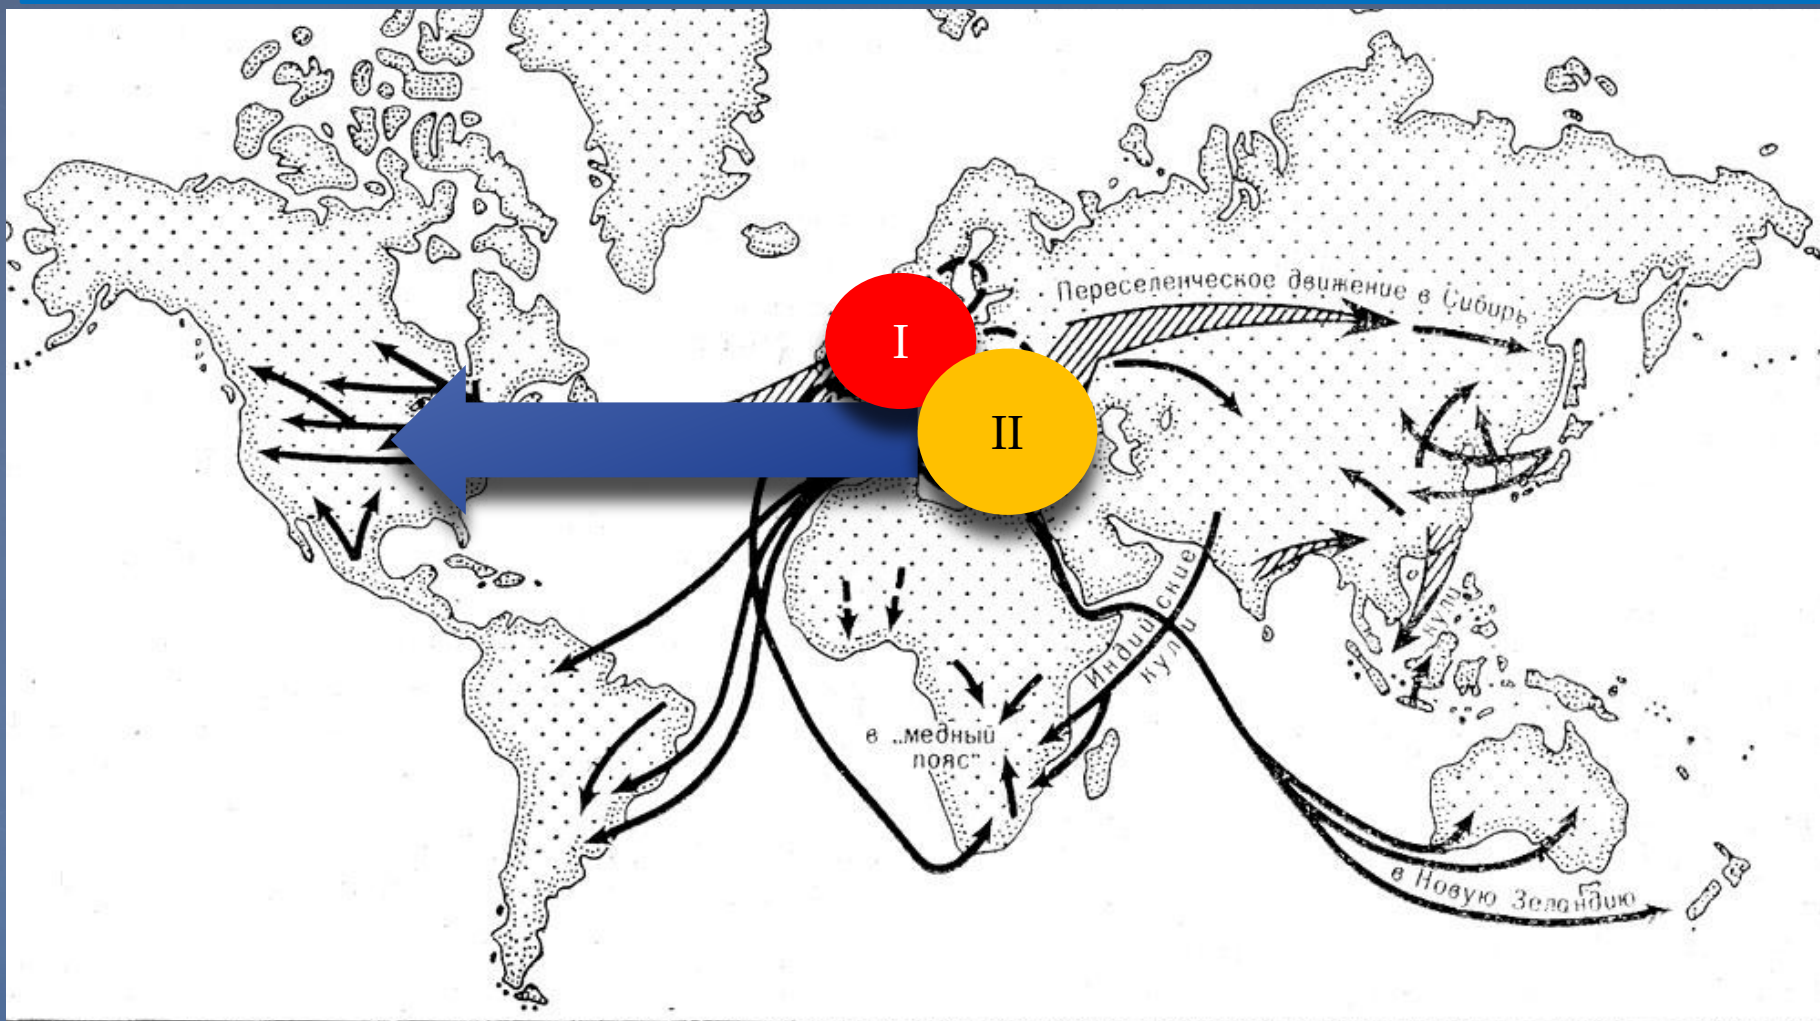 Переселенческое движение в Сибирь
I
II
Индийские
кули
кули
в „медный
пояс"
в Новую Зеландию